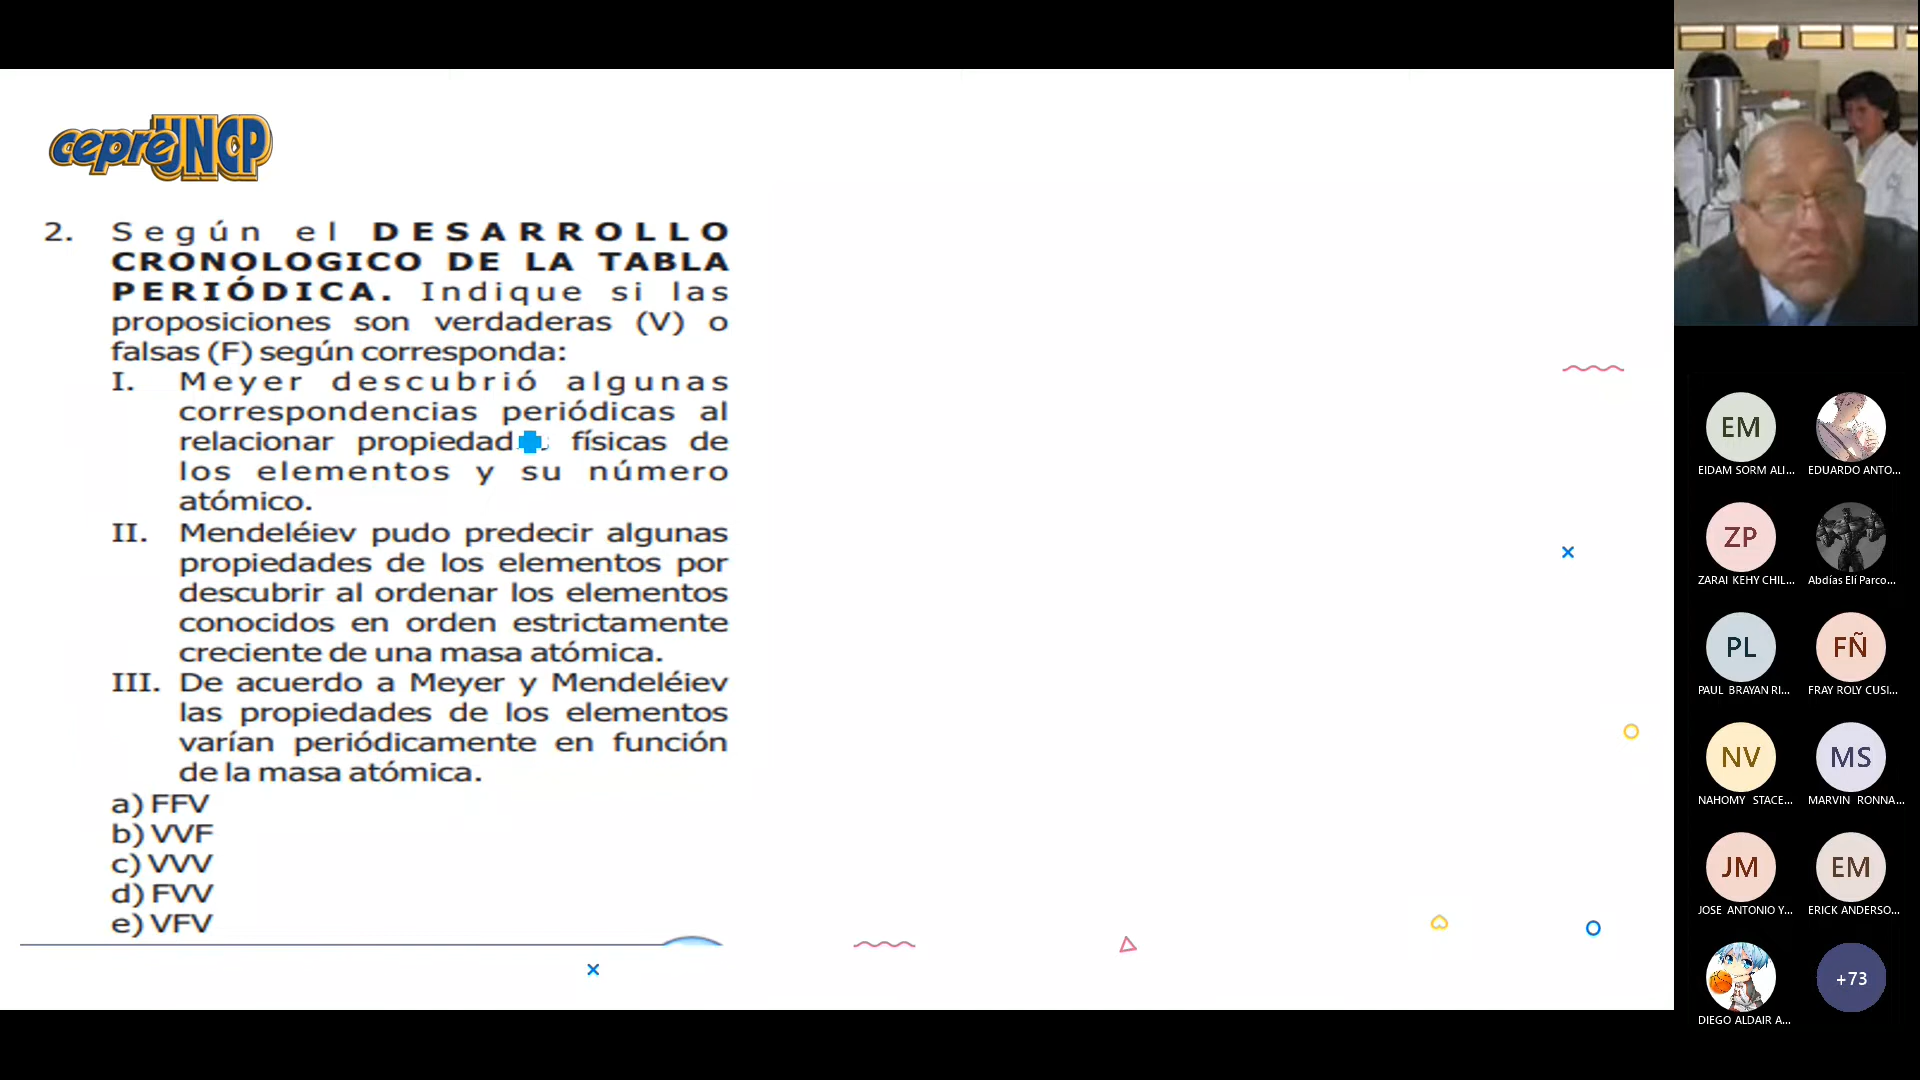 cepreUNCP
2. Según el DESARROLLO
CRONOLOGICO DE LA TABLA
PERIÓDICA. Indique si las
proposiciones son verdaderas (V) o
falsas (F) según corresponda:
I. Meyer descubrió algunas
correspondencias periódicas al
relacionar propiedad físicas de
los elementos y su número
atómico.
II. Mendeléiev pudo predecir algunas
propiedades de los elementos por
descubrir al ordenar los elementos
conocidos en orden estrictamente
creciente de una masa atómica.
III. De acuerdo a Meyer y Mendeléiev
las propiedades de los elementos
varían periódicamente en función
de la masa atómica.
a) FFV
b) VVF
c) VVV
d) FVV
e) VFV
EM
EIDAM SORM ALI... EDUARDO ANTO...
ZP
ZARAI KEHY CHIL... Abdías Elí Parco...
PL FÑ
PAUL BRAYAN RI... FRAY ROLY CUSI...
NV MS
NAHOMY STACE... MARVIN RONNA...
JM EM
JOSE ANTONIO Y... ERICK ANDERSO...
+73
DIEGO ALDAIR A...